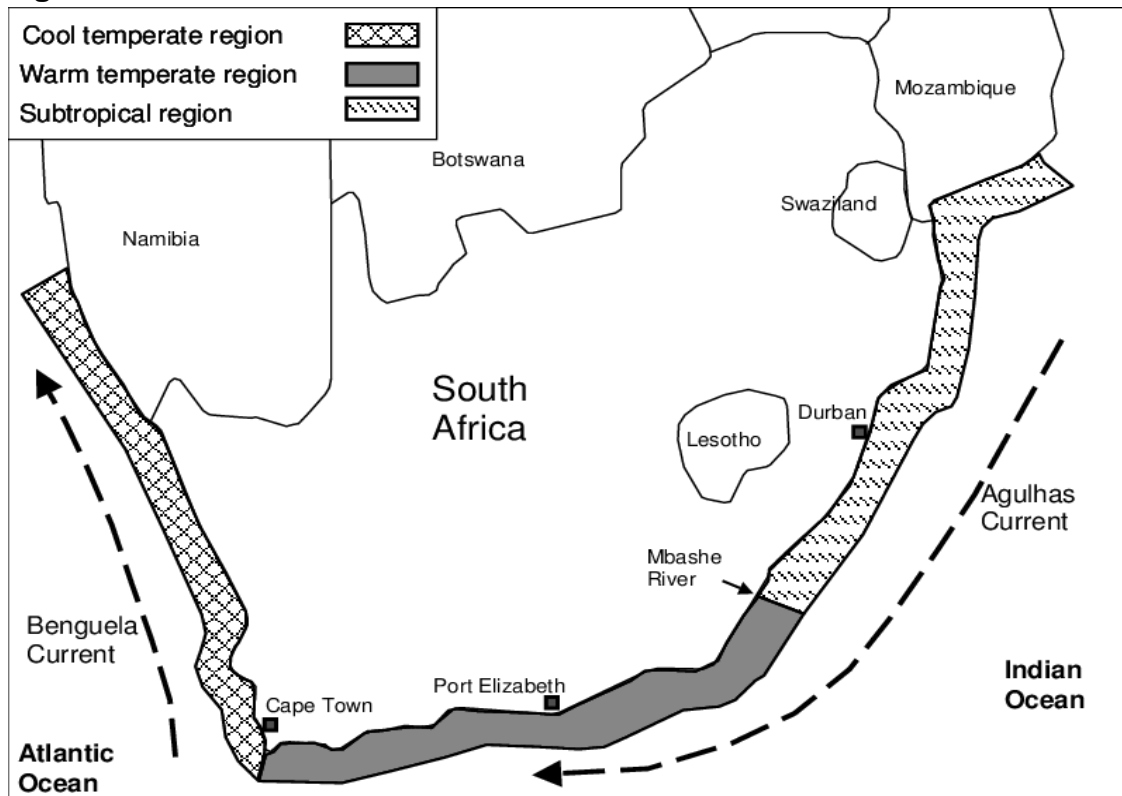 Cool temperate region
Warm temperate region
Subtropical region
Mozambique
Botswana
Swaziland
Namibia
South
Africa
Durban
Lesotho
Agulhas
Current
Mbashe
River
Benguela
Current
Indian
Ocean
Port Elizabeth
Cape Town
Atlantic
Ocean